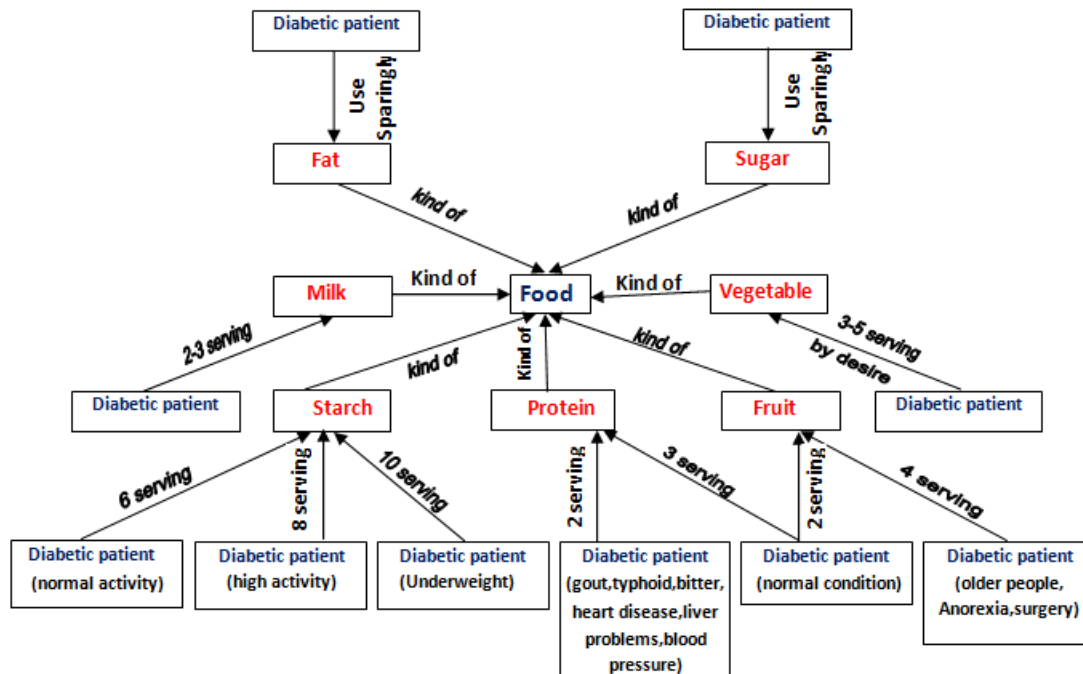 Diabetic patient
Diabetic patient
Use
Sparingly
Use
Sparingly
Fat
Sugar
kind of
kind of
Milk
Kind of
Food
Kind of
Vegetable
2-3 serving
kind of
Kind of
kind of
3-5 serving
by desire
Diabetic patient
Starch
Protein
Fruit
Diabetic patient
6 serving
8 serving
10 serving
2 serving
3 serving
2 serving
4 serving
Diabetic patient
(normal activity)
Diabetic patient
(high activity)
Diabetic patient
(Underweight)
Diabetic patient
(gout,typhoid,bitter,
heart disease,liver
problems,blood
pressure)
Diabetic patient
(normal condition)
Diabetic patient
(older people,
Anorexia,surgery)